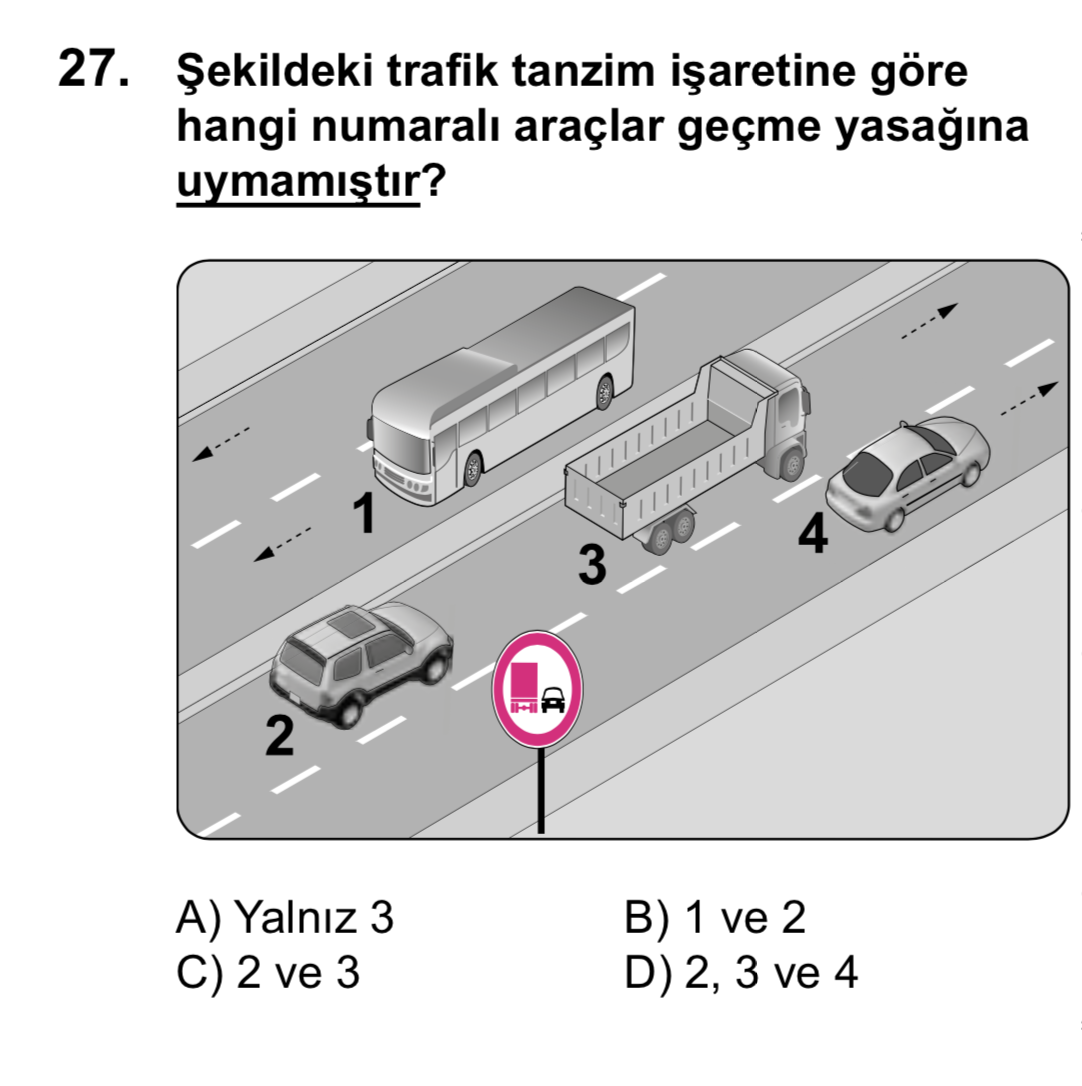 27. Şekildeki trafik tanzim işaretine göre
hangi numaralı araçlar geçme yasağına
uymamıştır?
1
3
4
2
A) Yalnız 3 B) 1 ve 2
C) 2 ve 3 D) 2, 3 ve 4